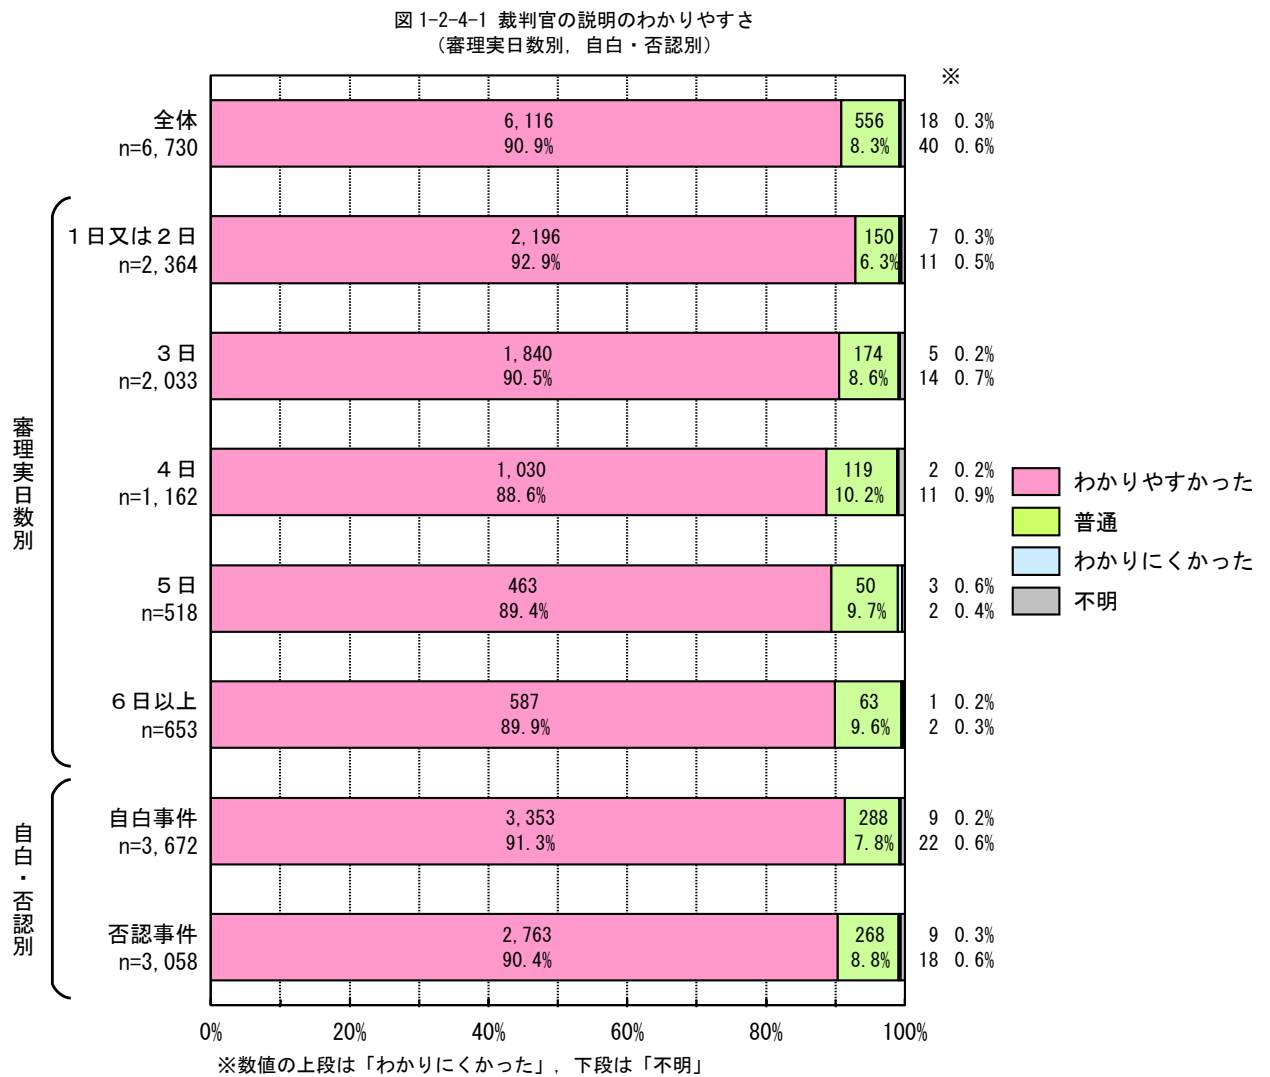 図 1-2-4-1 裁判官の説明のわかりやすさ
（審理実日数別，自白・否認別）
※
全体
n=6,730
6,116
90.9%
556
8.3%
18 0.3%
40 0.6%
審理実日数別
１日又は２日
n=2,364
2,196
92.9%
150
6.3%
7 0.3%
11 0.5%
３日
n=2,033
1,840
90.5%
174
8.6%
5 0.2%
14 0.7%
４日
n=1,162
1,030
88.6%
119
10.2%
2 0.2%
11 0.9%
５日
n=518
463
89.4%
50
9.7%
3 0.6%
2 0.4%
６日以上
n=653
587
89.9%
63
9.6%
1 0.2%
2 0.3%
自白・否認別
自白事件
n=3,672
3,353
91.3%
288
7.8%
9 0.2%
22 0.6%
否認事件
n=3,058
2,763
90.4%
268
8.8%
9 0.3%
18 0.6%
わかりやすかった
普通
わかりにくかった
不明
0% 20% 40% 60% 80% 100%
※数値の上段は「わかりにくかった」，下段は「不明」